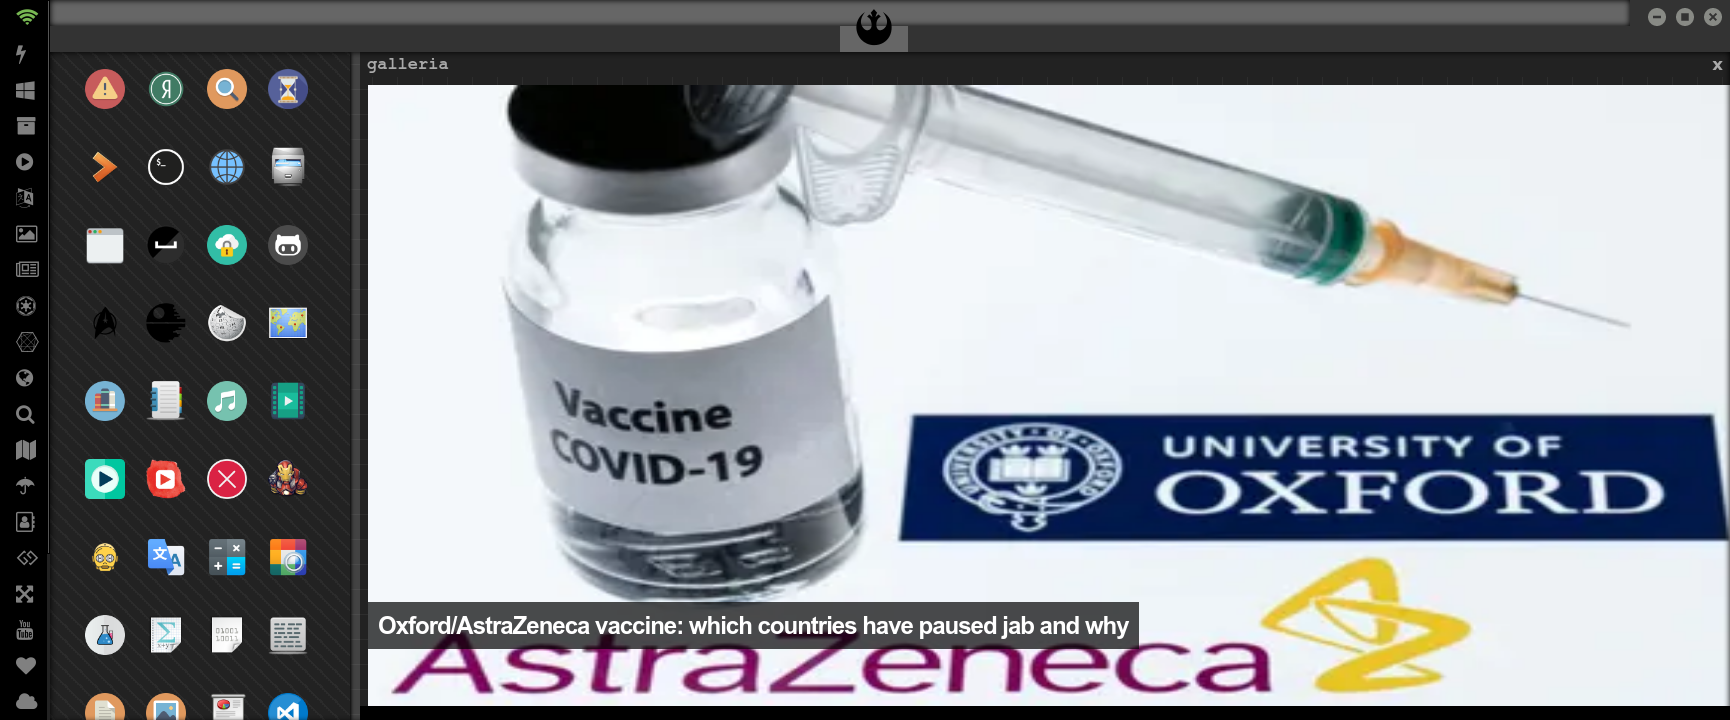 galleria
x
Vaccine
COVID-19
UNIVERSITY OF
OXFORD
Oxford/AstraZeneca vaccine: which countries have paused jab and why
AstraZeneca